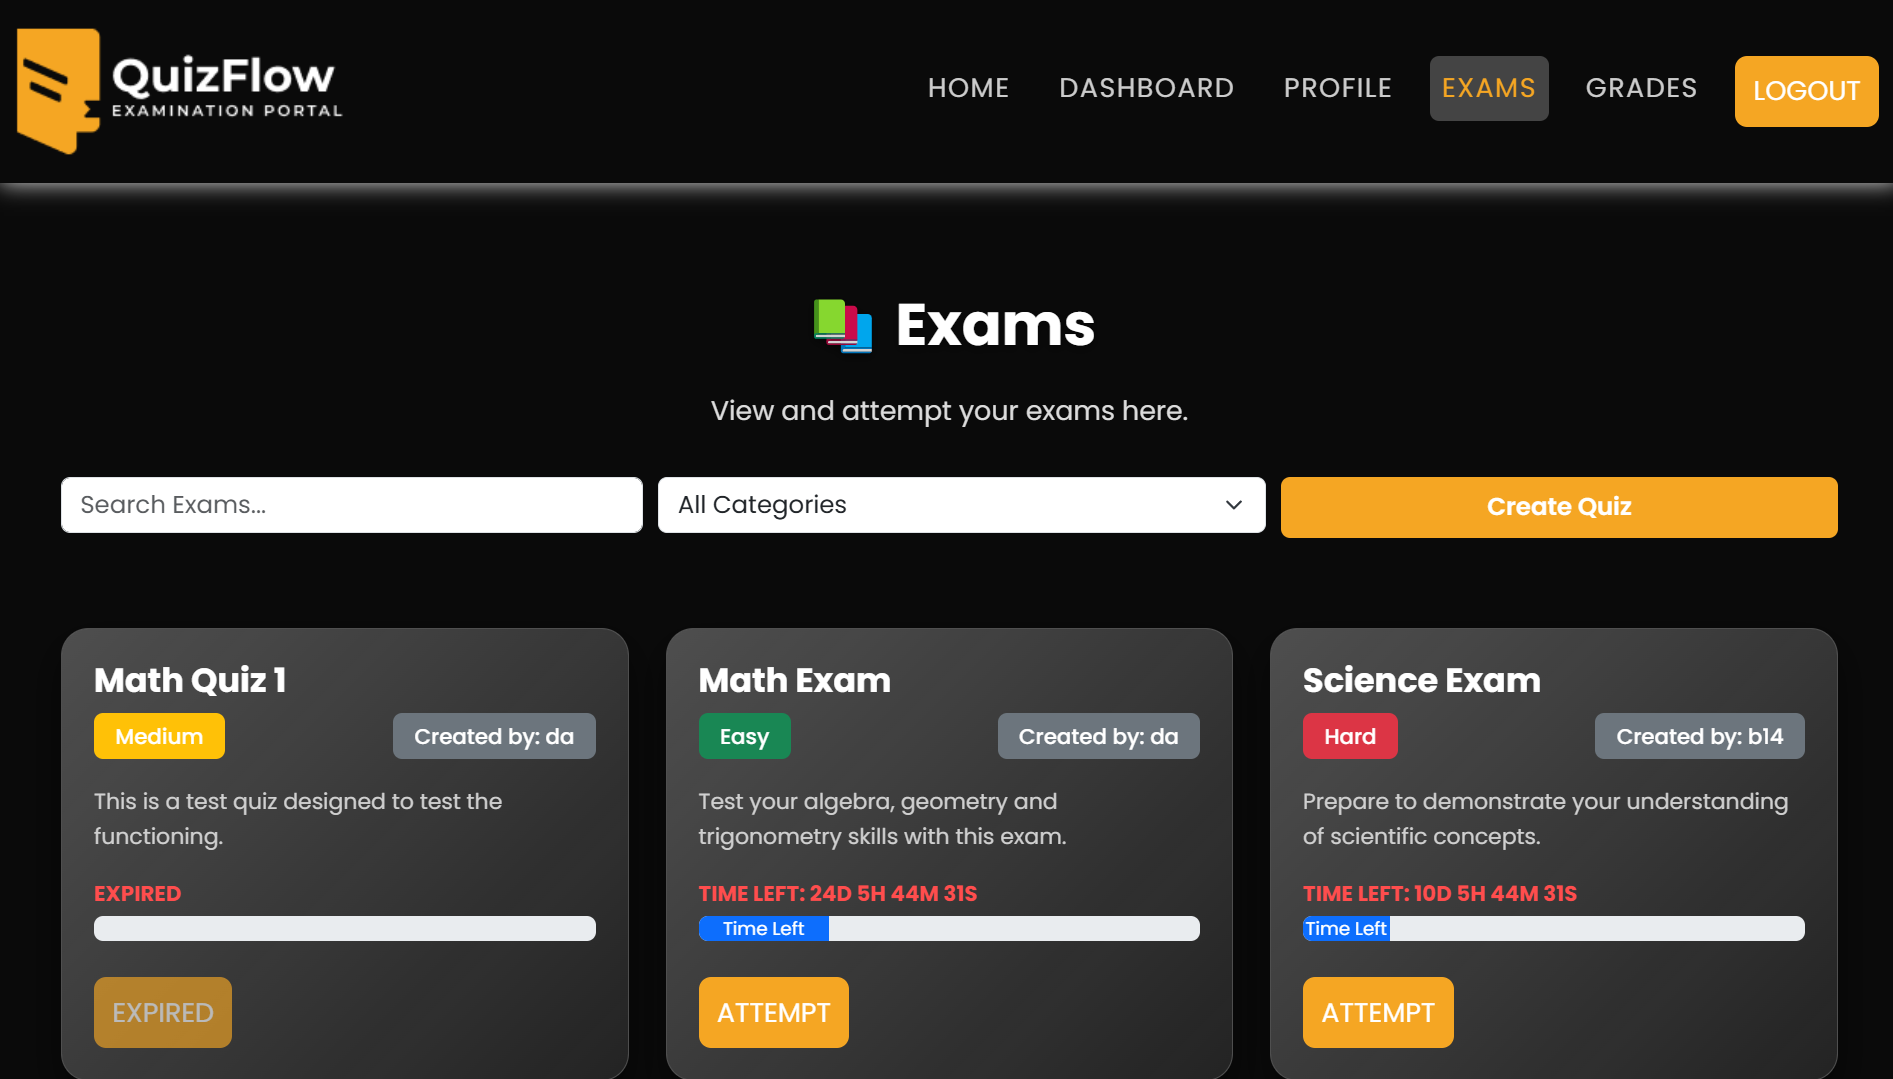 QuizFlow
EXAMINATION PORTAL
HOME
DASHBOARD
PROFILE
EXAMS
GRADES
LOGOUT
Exams
View and attempt your exams here.
Search Exams...
All Categories
Create Quiz
Math Quiz 1
Medium
Created by: da
This is a test quiz designed to test the
functioning.
EXPIRED
EXPIRED
Math Exam
Easy
Created by: da
Test your algebra, geometry and
trigonometry skills with this exam.
TIME LEFT: 24D 5H 44M 31S
Time Left
ATTEMPT
Science Exam
Hard
Created by: b14
Prepare to demonstrate your understanding
of scientific concepts.
TIME LEFT: 10D 5H 44M 31S
Time Left
ATTEMPT